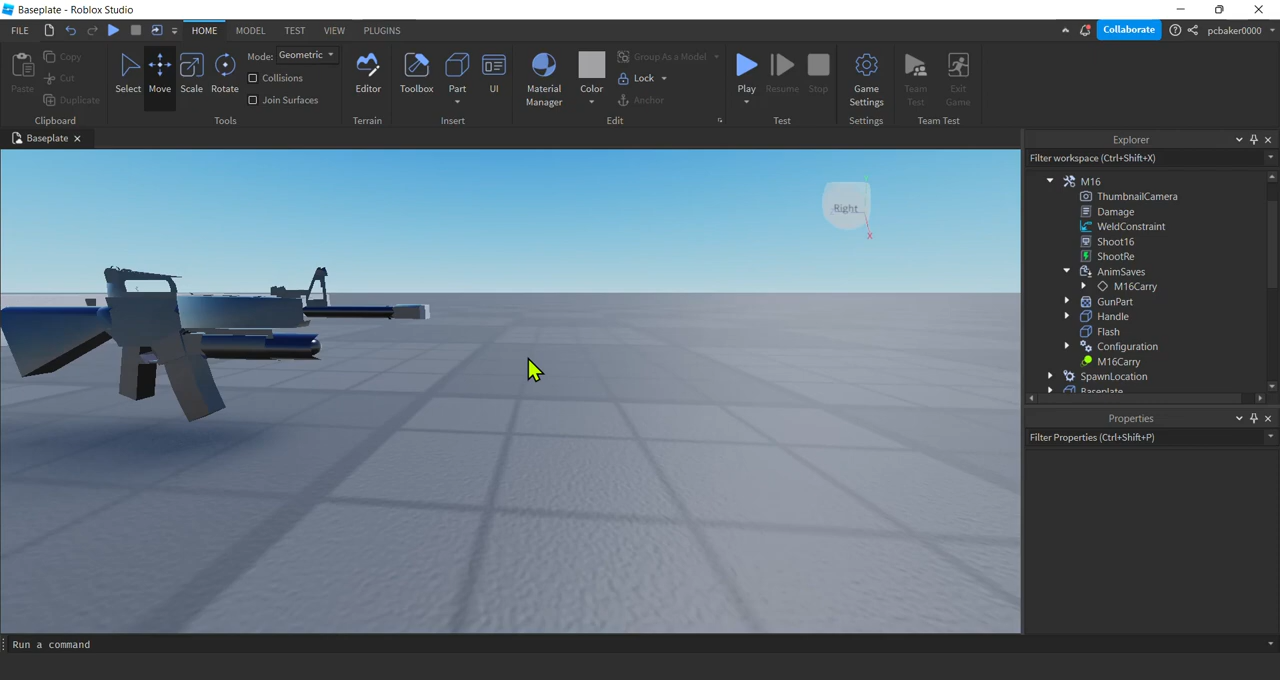 Baseplate - Roblox Studio
FILE HOME MODEL TEST VIEW PLUGINS Collaborate pcbaker0000
Paste Copy Cut Duplicate
Clipboard
Select Move Scale Rotate Mode: Geometric
Collisions
Join Surfaces
Tools
Editor
Terrain
Toolbox Part UI
Insert
Material Manager Color Group As a Model
Lock
Anchor
Edit
Play Resume Stop
Test
Game Settings
Settings
Team Test Exit Game
Team Test
Baseplate
Right
X
Explorer
Filter workspace (Ctrl+Shift+X)
M16
ThumbnailCamera
Damage
WeldConstraint
Shoot16
ShootRe
AnimSaves
M16Carry
GunPart
Handle
Flash
Configuration
M16Carry
SpawnLocation
Baseplate
Properties
Filter Properties (Ctrl+Shift+P)
Run a command